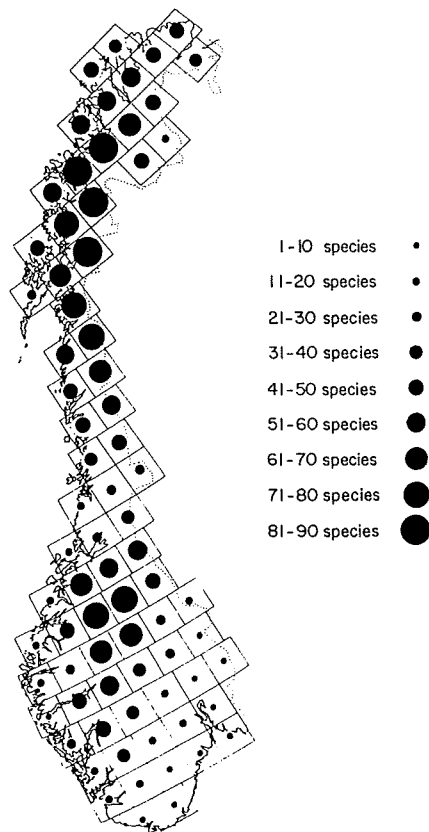 1-10 species
11-20 species
21-30 species
31-40 species
41-50 species
51-60 species
61-70 species
71-80 species
81-90 species